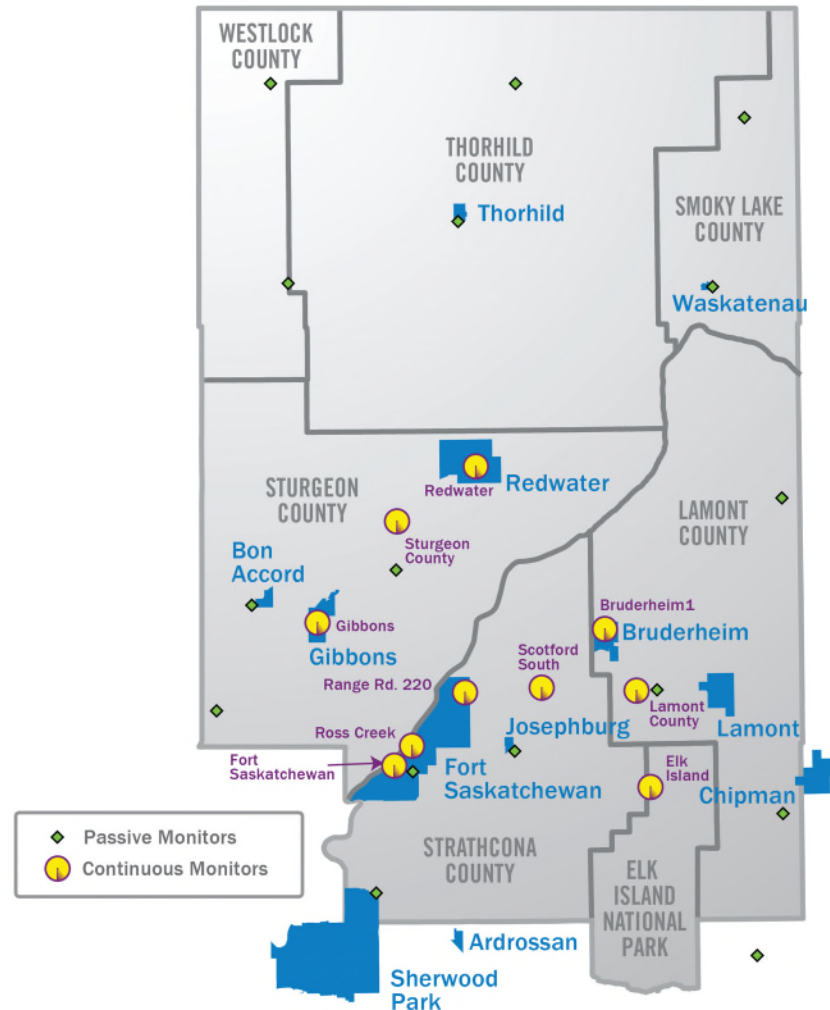 WESTLOCK
COUNTY
THORHILD
COUNTY
Thorhild
SMOKY LAKE
COUNTY
Waskatenau
Redwater
Redwater
STURGEON
COUNTY
LAMONT
COUNTY
Sturgeon
County
Bon
Accord
Gibbons
Gibbons
Bruderheim1
Bruderheim
Scotford
South
Range Rd. 220
Lamont
County
Lamont
Josephburg
Ross Creek
Fort
Saskatchewan
Fort
Saskatchewan
Elk
Island
Chipman
Passive Monitors
Continuous Monitors
STRATHCONA
COUNTY
ELK
ISLAND
NATIONAL
PARK
Ardrossan
Sherwood
Park